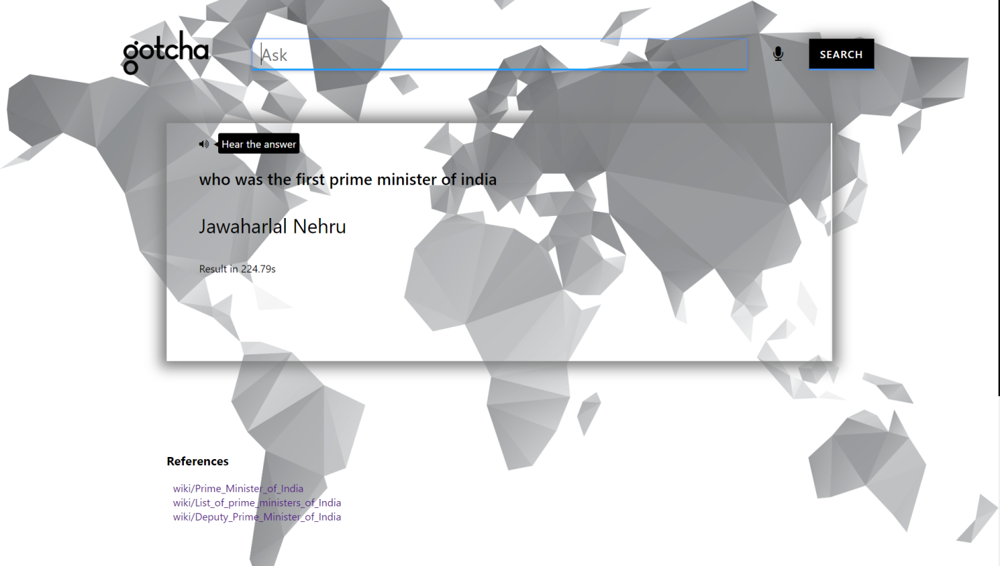 gotcha
Ask
SEARCH
Hear the answer
who was the first prime minister of india
Jawaharlal Nehru
Result in 224.79s
References
wiki/Prime_Minister_of_India
wiki/List_of_prime_ministers_of_India
wiki/Deputy_Prime_Minister_of_India